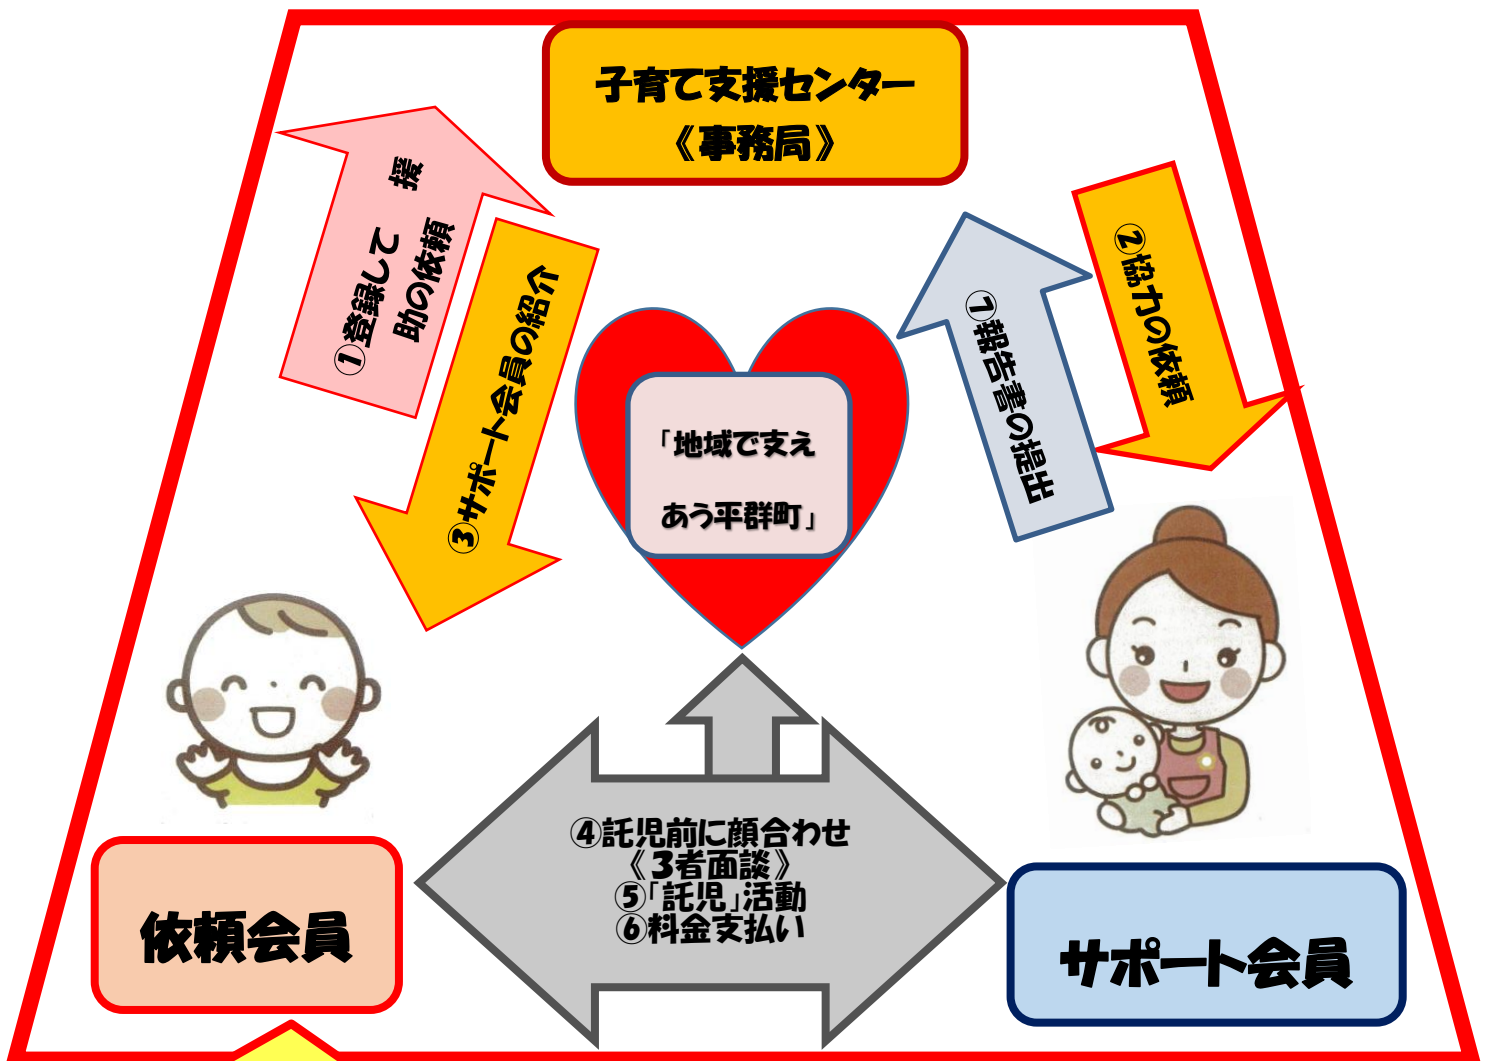 子育て支援センター
《事務局》
①登録して　援
助の依頼
③サポート会員の紹介
⑦報告書の提出
②協力の依頼
「地域で支え
あう平群町」
④託児前に顔合わせ
《3者面談》
⑤「託児」活動
⑥料金支払い
依頼会員
サポート会員